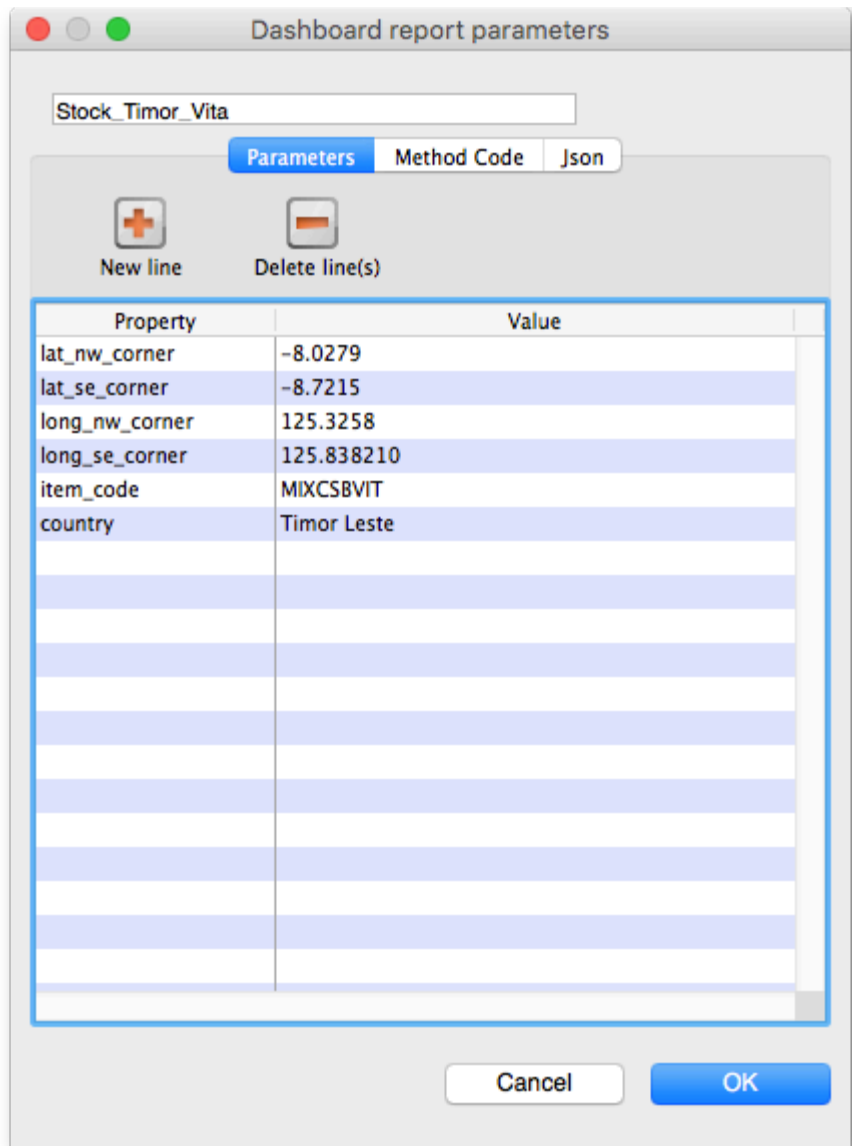 Dashboard report parameters
Stock_Timor_Vita
Parameters Method Code Json
New line Delete line(s)
Property Value
lat_nw_corner -8.0279
lat_se_corner -8.7215
long_nw_corner 125.3258
long_se_corner 125.838210
item_code MIXCSBVIT
country Timor Leste
Cancel OK